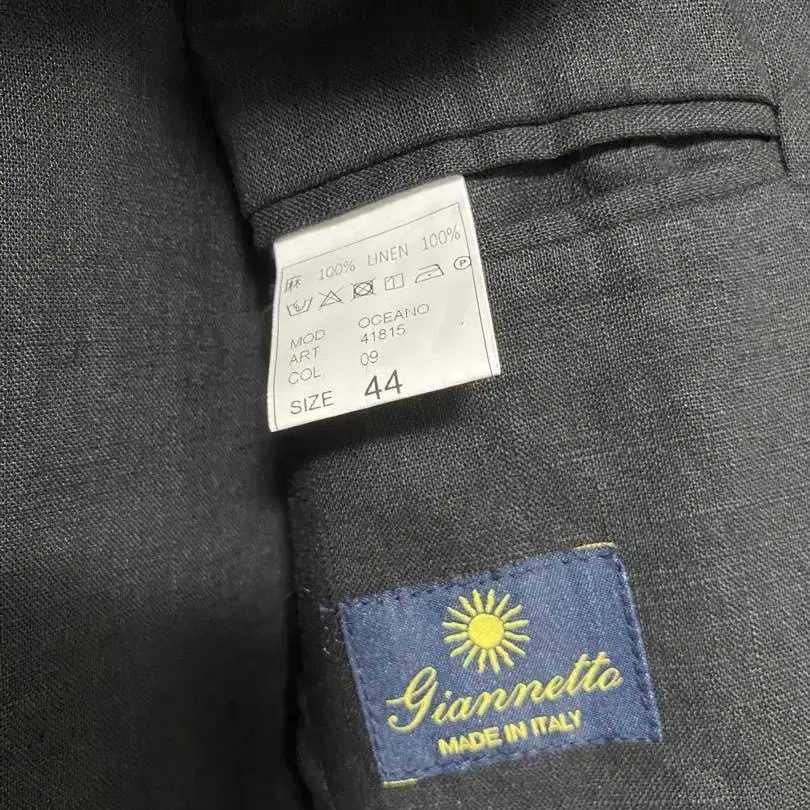 麻 100% LINEN 100%
P
MOD OCEANO
ART 41815
COL 09
SIZE 44
Giannetto
MADE IN ITALY